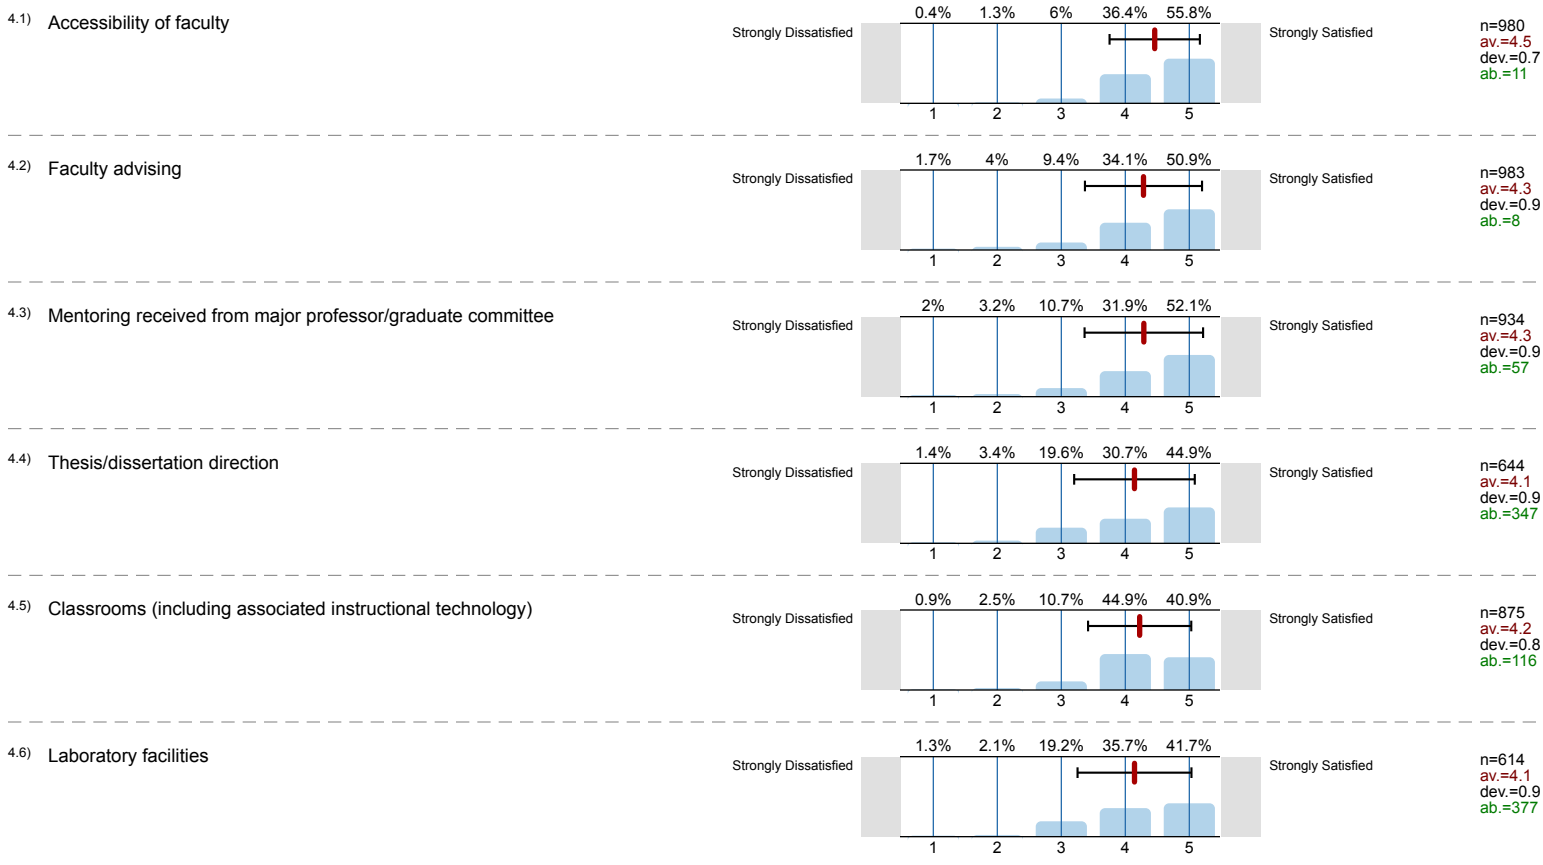 4.1) Accessibility of faculty
Strongly Dissatisfied
0.4% 1.3% 6% 36.4% 55.8%
1 2 3 4 5
Strongly Satisfied
n=980
av.=4.5
dev.=0.7
ab.=11
4.2) Faculty advising
Strongly Dissatisfied
1.7% 4% 9.4% 34.1% 50.9%
1 2 3 4 5
Strongly Satisfied
n=983
av.=4.3
dev.=0.9
ab.=8
4.3) Mentoring received from major professor/graduate committee
Strongly Dissatisfied
2% 3.2% 10.7% 31.9% 52.1%
1 2 3 4 5
Strongly Satisfied
n=934
av.=4.3
dev.=0.9
ab.=57
4.4) Thesis/dissertation direction
Strongly Dissatisfied
1.4% 3.4% 19.6% 30.7% 44.9%
1 2 3 4 5
Strongly Satisfied
n=644
av.=4.1
dev.=0.9
ab.=347
4.5) Classrooms (including associated instructional technology)
Strongly Dissatisfied
0.9% 2.5% 10.7% 44.9% 40.9%
1 2 3 4 5
Strongly Satisfied
n=875
av.=4.2
dev.=0.8
ab.=116
4.6) Laboratory facilities
Strongly Dissatisfied
1.3% 2.1% 19.2% 35.7% 41.7%
1 2 3 4 5
Strongly Satisfied
n=614
av.=4.1
dev.=0.9
ab.=377